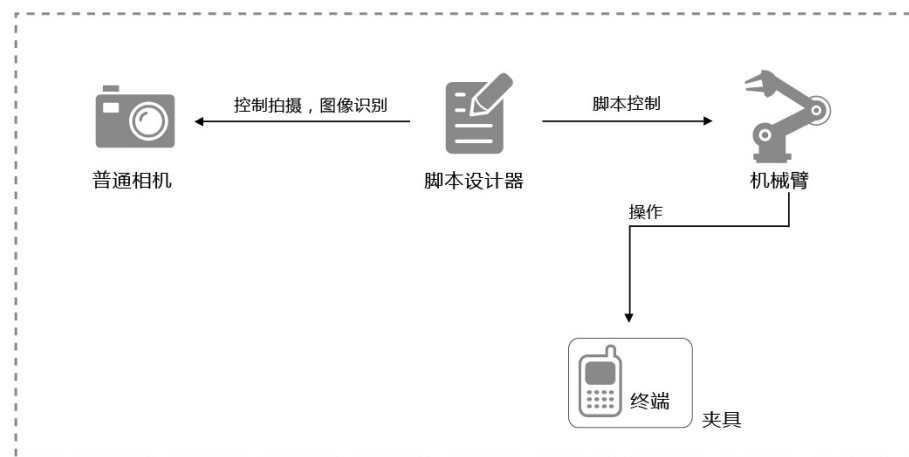 控制拍摄，图像识别
脚本控制
普通相机
脚本设计器
机械臂
操作
终端
夹具